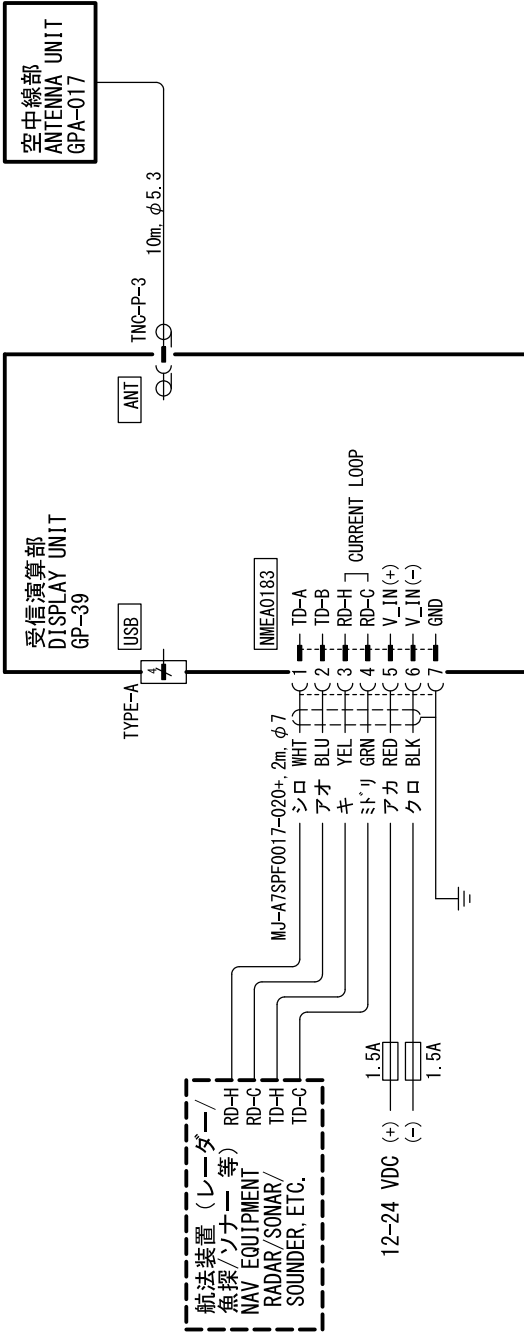 空中線部
ANTENNA UNIT
GPA-017
10m, φ5.3
TNC-P-3
ANT
受信演算部
DISPLAY UNIT
GP-39
USB
TYPE-A
4
NMEA0183
MJ-A7SPF0017-020+, 2m, φ7
シロ WHT 1 TD-A
アオ BLU 2 TD-B
キ YEL 3 RD-H
ミドリ GRN 4 RD-C
CURRENT LOOP
アカ RED 5 V_IN(+)
クロ BLK 6 V_IN(-)
7 GND
航法装置 (レーダー/
魚探/ソナー 等)
NAV EQUIPMENT
RADAR/SONAR/
SOUNDER, ETC.
RD-H
RD-C
TD-H
TD-C
12-24 VDC (+)
(-)
1.5A
1.5A